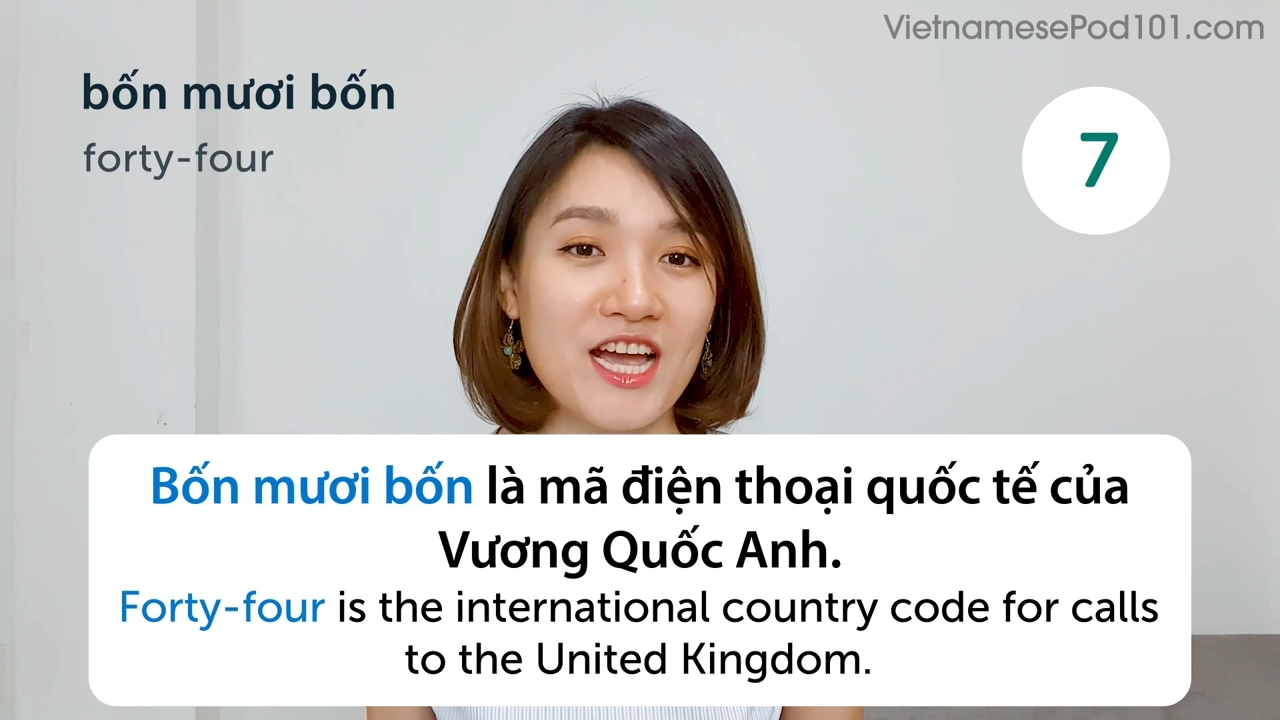 VietnamesePod101.com
bốn mươi bốn
forty-four
7
Bốn mươi bốn là mã điện thoại quốc tế của
Vương Quốc Anh.
Forty-four is the international country code for calls
to the United Kingdom.